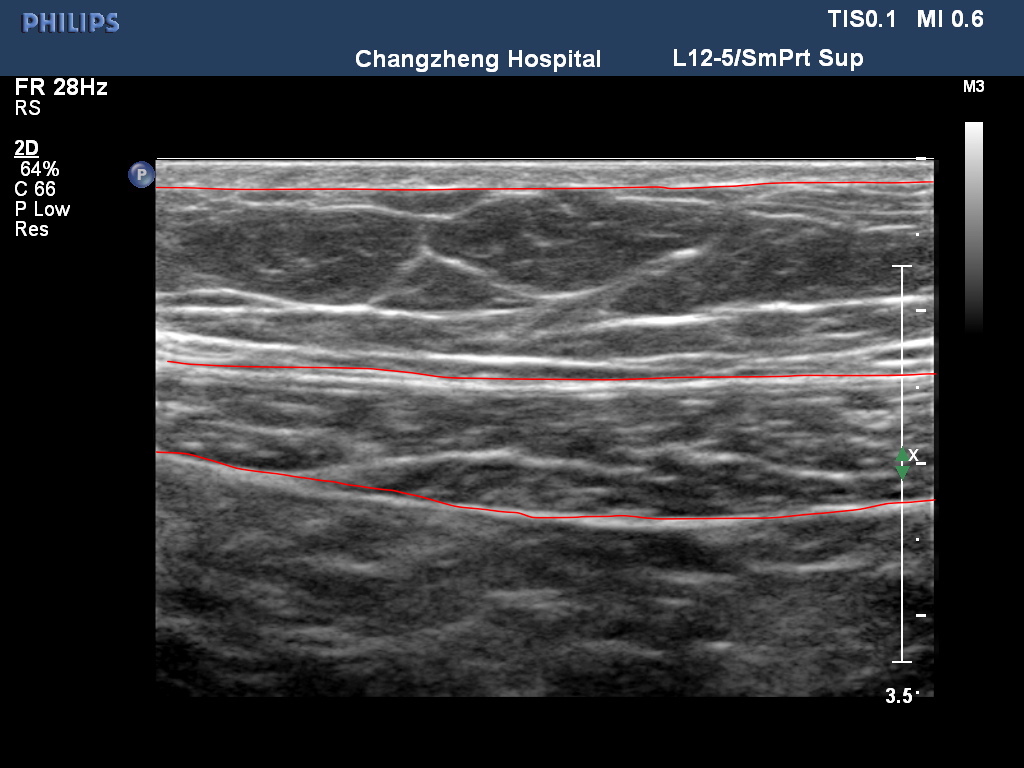 PHILIPS
TIS0.1 MI 0.6
Changzheng Hospital
L12-5/SmPrt Sup
FR 28Hz
RS
M3
2D
64%
C 66
P Low
Res
P
X
3.5